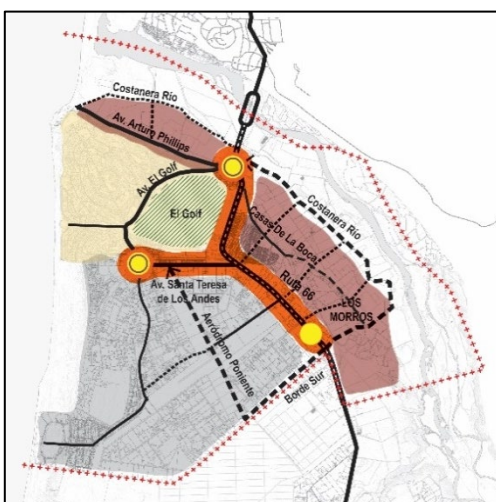 Costanera Río
Av. Arturo Phillips
Av. El Golf
El Golf
Costanera Río
Casas De La Boca
Ruta 66
LOS
MORROS
Av. Santa Teresa
de Los Andes
Aeródromo Poniente
Borde Sur